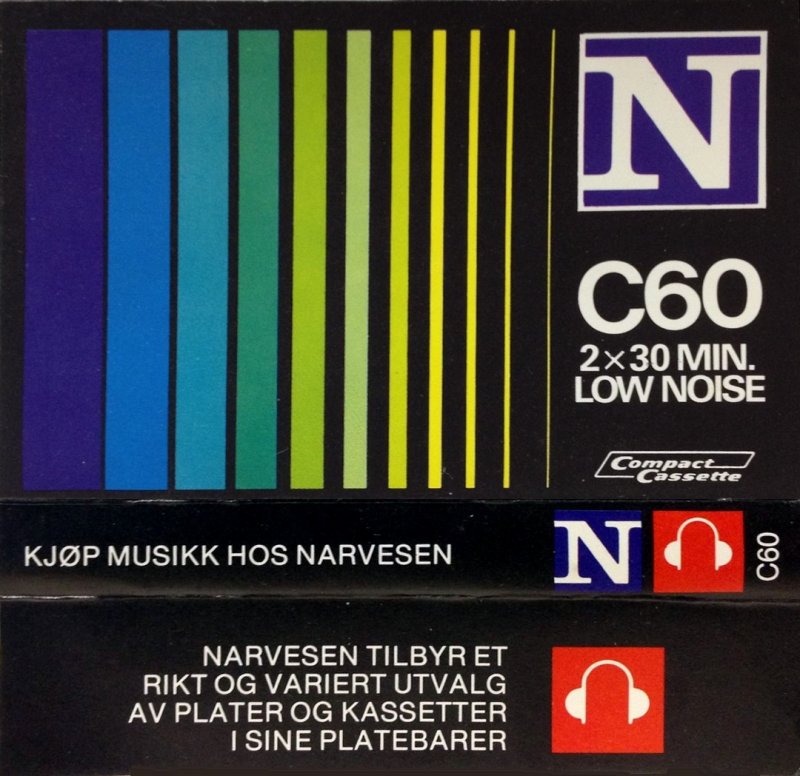 N
C60
2×30 MIN.
LOW NOISE
Compact
Cassette
KJØP MUSIKK HOS NARVESEN
N
C60
NARVESEN TILBYR ET
RIKT OG VARIERT UTVALG
AV PLATER OG KASSETTER
I SINE PLATEBARER